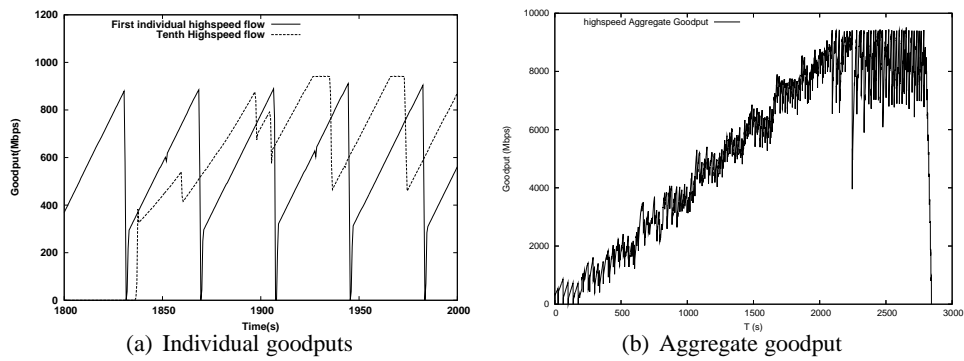 First individual highspeed flow
Tenth Highspeed flow
1200
1000
800
600
400
200
0
Goodput(Mbps)
1800
1850
1900
1950
2000
Time(s)
(a) Individual goodputs
highspeed Aggregate Goodput
10000
8000
6000
4000
2000
0
Goodput (Mbps)
0
500
1000
1500
2000
2500
3000
T (s)
(b) Aggregate goodput